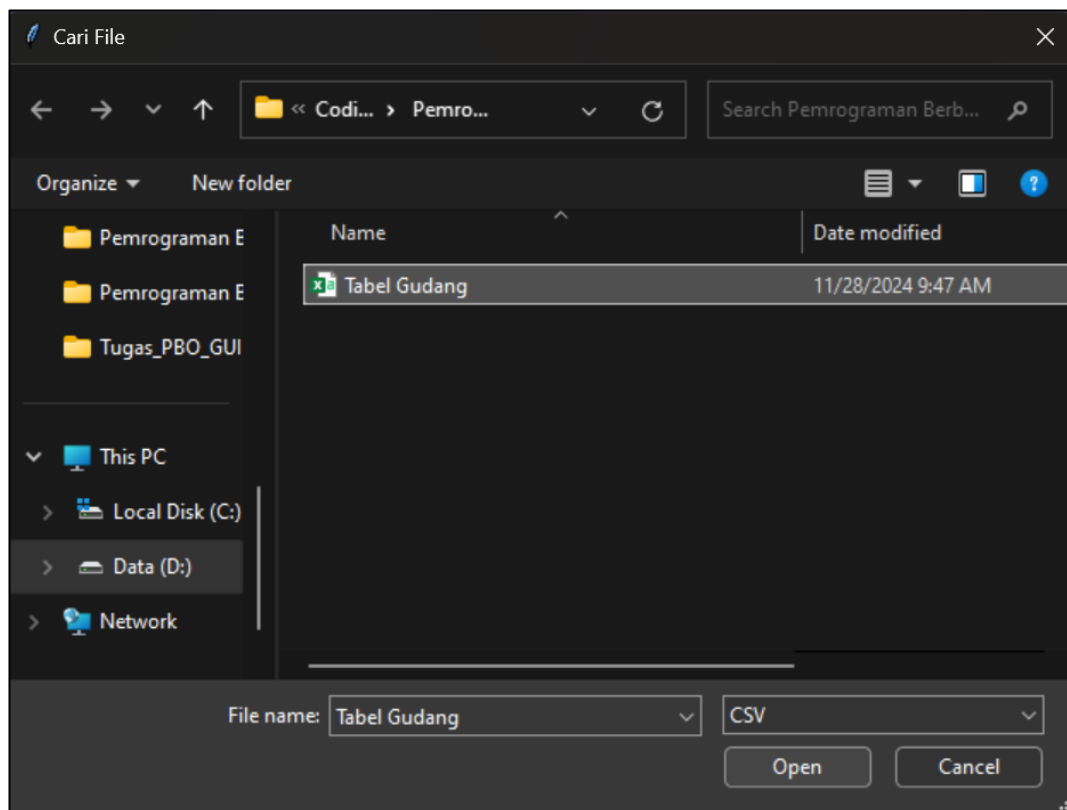 Cari File
« Codi... › Pemro...
Search Pemrograman Berb...
Organize
New folder
Name
Date modified
Pemrograman E
Pemrograman E
Tugas_PBO_GUI
Tabel Gudang
11/28/2024 9:47 AM
This PC
Local Disk (C:)
Data (D:)
Network
File name: Tabel Gudang
CSV
Open
Cancel